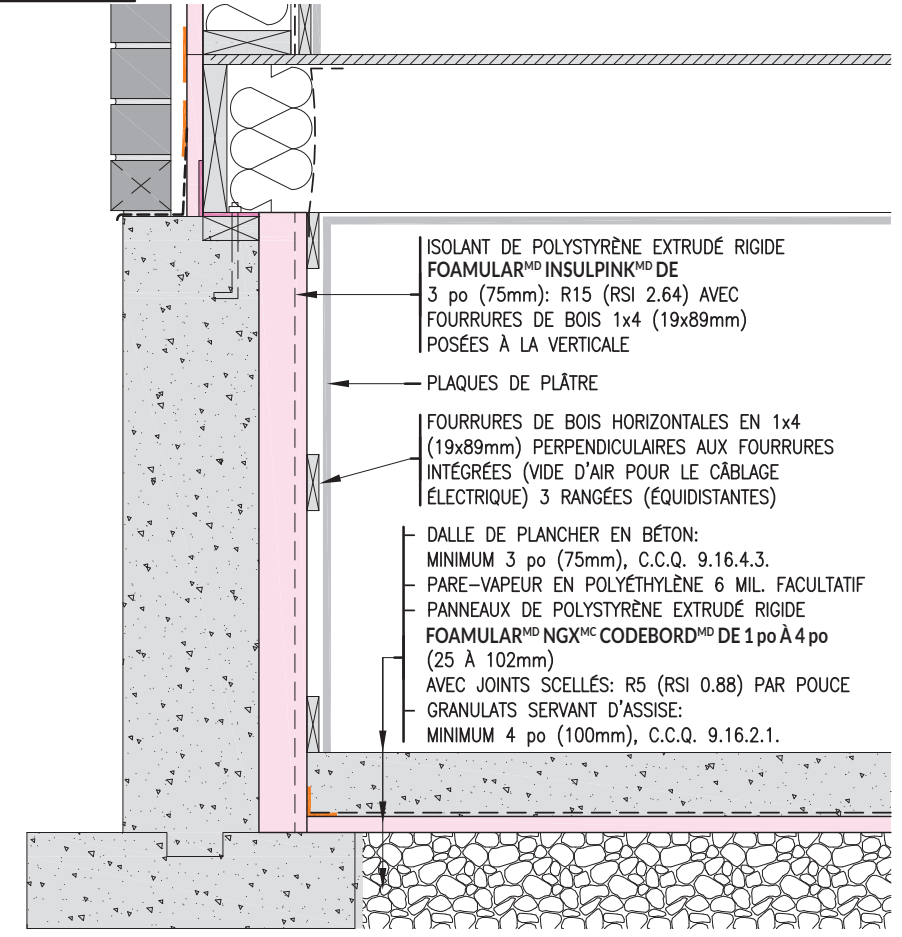 ISOLANT DE POLYSTYRÈNE EXTRUDÉ RIGIDE
FOAMULARᴹᴰ INSULPINKᴹᴰ DE
3 po (75mm): R15 (RSI 2.64) AVEC
FOURRURES DE BOIS 1x4 (19x89mm)
POSÉES À LA VERTICALE
PLAQUES DE PLÂTRE
FOURRURES DE BOIS HORIZONTALES EN 1x4
(19x89mm) PERPENDICULAIRES AUX FOURRURES
INTÉGRÉES (VIDE D'AIR POUR LE CÂBLAGE
ÉLECTRIQUE) 3 RANGÉES (ÉQUIDISTANTES)
DALLE DE PLANCHER EN BÉTON:
MINIMUM 3 po (75mm), C.C.Q. 9.16.4.3.
PARE-VAPEUR EN POLYÉTHYLÈNE 6 MIL. FACULTATIF
PANNEAUX DE POLYSTYRÈNE EXTRUDÉ RIGIDE
FOAMULARᴹᴰ NGXᴹᶜ CODEBORDᴹᴰ DE 1 po À 4 po
(25 À 102mm)
AVEC JOINTS SCELLÉS: R5 (RSI 0.88) PAR POUCE
GRANULATS SERVANT D'ASSISE:
MINIMUM 4 po (100mm), C.C.Q. 9.16.2.1.